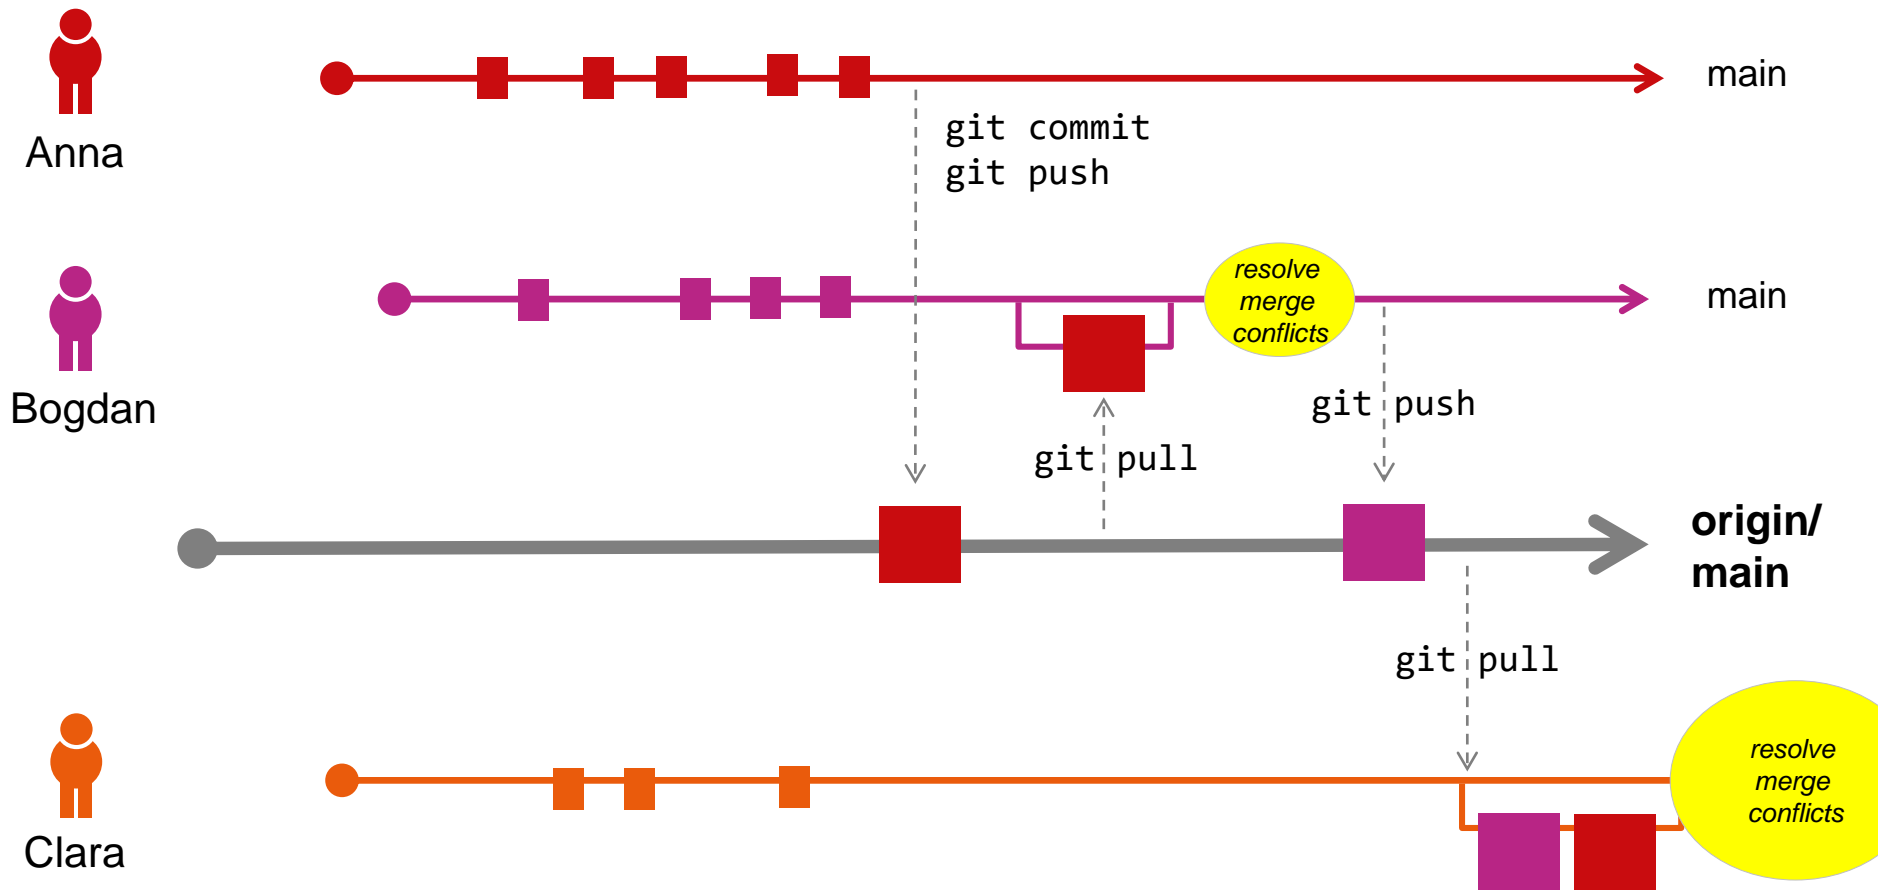 main
git commit
git push
Anna
resolve
merge
conflicts
main
Bogdan
git push
git pull
origin/
main
git pull
resolve
merge
conflicts
Clara